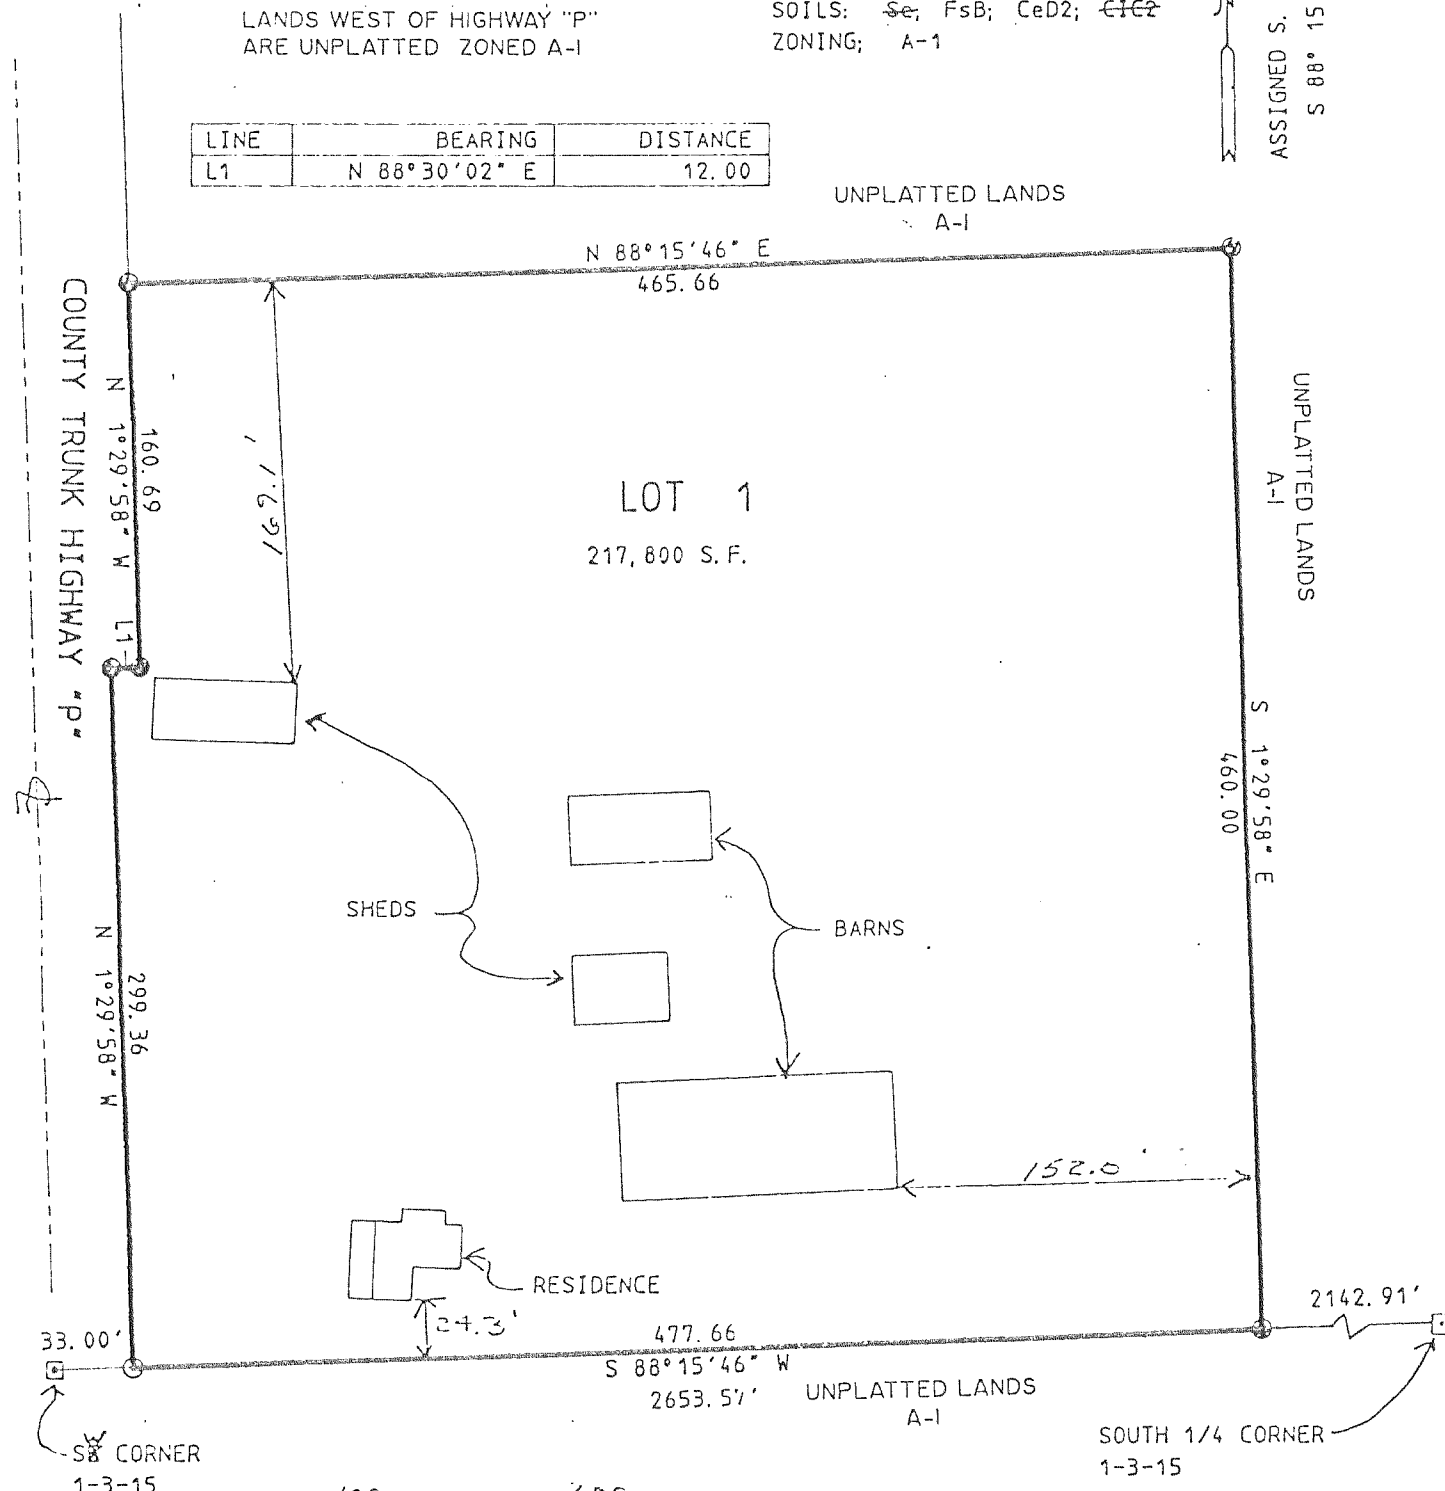 LANDS WEST OF HIGHWAY "P"
ARE UNPLATTED ZONED A-1
SOILS: Sc, FsB; CeD2; CIC2
ZONING; A-1
ASSIGNED S.
S 88° 15
LINE BEARING DISTANCE
L1 N 88°30'02" E 12.00
UNPLATTED LANDS
A-1
N 88°15'46" E
465.66
COUNTY TRUNK HIGHWAY "P"
N 1°29'58" W
160.69
L1
169.1'
LOT 1
217,800 S.F.
UNPLATTED LANDS
A-1
S 1°29'58" E
460.00
SHEDS
BARNS
N 1°29'58" W
299.36
152.0'
RESIDENCE
24.3'
33.00'
477.66
S 88°15'46" W
2653.57'
UNPLATTED LANDS
A-1
2142.91'
CORNER
1-3-15
SOUTH 1/4 CORNER
1-3-15